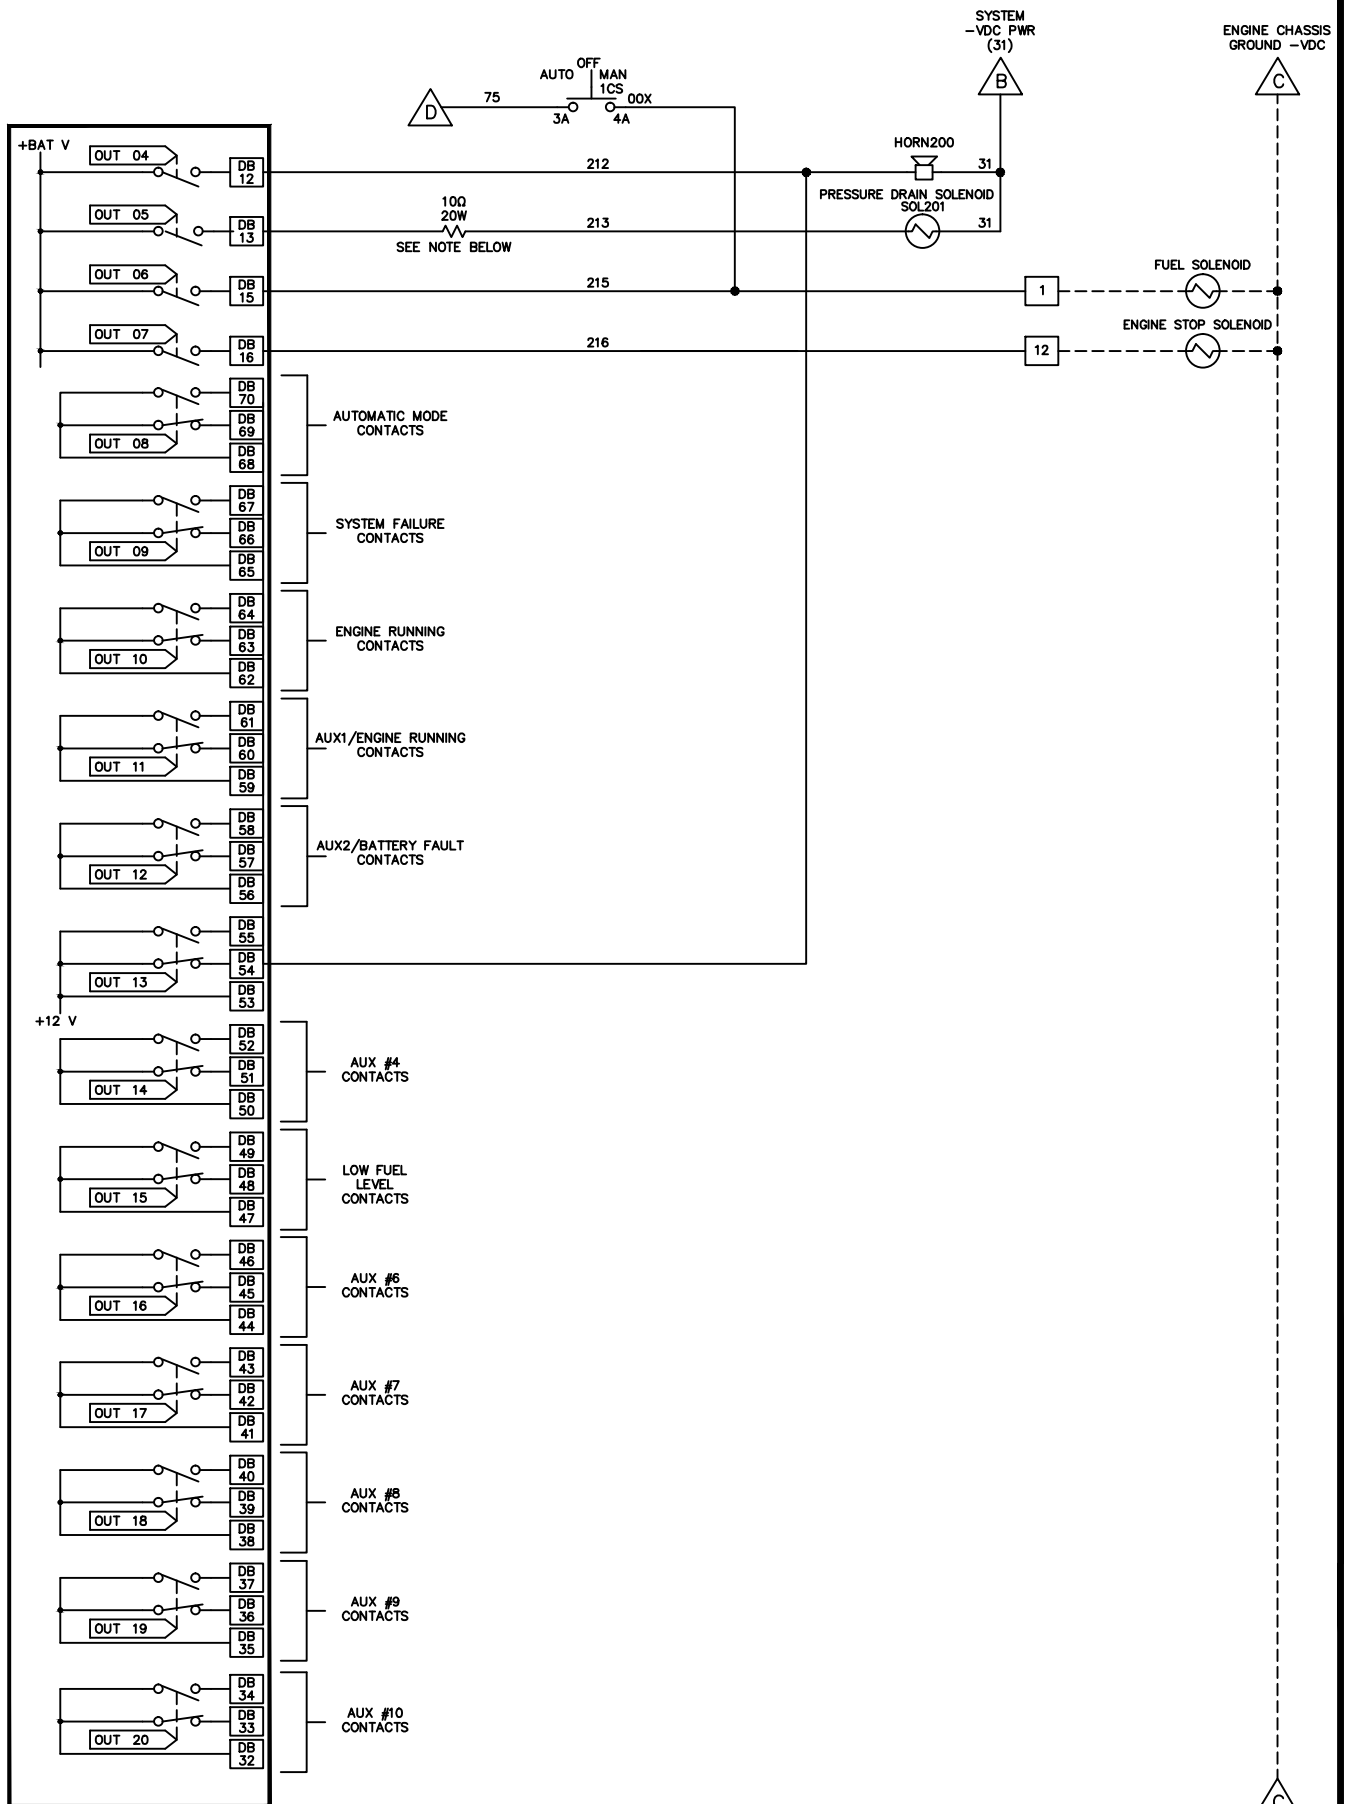 SYSTEM
-VDC PWR
(31)
B
ENGINE CHASSIS
GROUND -VDC
C
OFF
AUTO MAN
1CS
D 75 00X
3A 4A
+BAT V
OUT 04
DB
12
212
HORN200
31
PRESSURE DRAIN SOLENOID
SOL201
OUT 05
DB
13
10Ω
20W
SEE NOTE BELOW
213
31
OUT 06
DB
15
215
1
FUEL SOLENOID
OUT 07
DB
16
216
12
ENGINE STOP SOLENOID
DB
70
DB
69
OUT 08
DB
68
AUTOMATIC MODE
CONTACTS
DB
67
DB
66
OUT 09
DB
65
SYSTEM FAILURE
CONTACTS
DB
64
DB
63
OUT 10
DB
62
ENGINE RUNNING
CONTACTS
DB
61
DB
60
OUT 11
DB
59
AUX1/ENGINE RUNNING
CONTACTS
DB
58
DB
57
OUT 12
DB
56
AUX2/BATTERY FAULT
CONTACTS
DB
55
DB
54
OUT 13
DB
53
+12 V
DB
52
DB
51
OUT 14
DB
50
AUX #4
CONTACTS
DB
49
DB
48
OUT 15
DB
47
LOW FUEL
LEVEL
CONTACTS
DB
46
DB
45
OUT 16
DB
44
AUX #6
CONTACTS
DB
43
DB
42
OUT 17
DB
41
AUX #7
CONTACTS
DB
40
DB
39
OUT 18
DB
38
AUX #8
CONTACTS
DB
37
DB
36
OUT 19
DB
35
AUX #9
CONTACTS
DB
34
DB
33
OUT 20
DB
32
AUX #10
CONTACTS
C